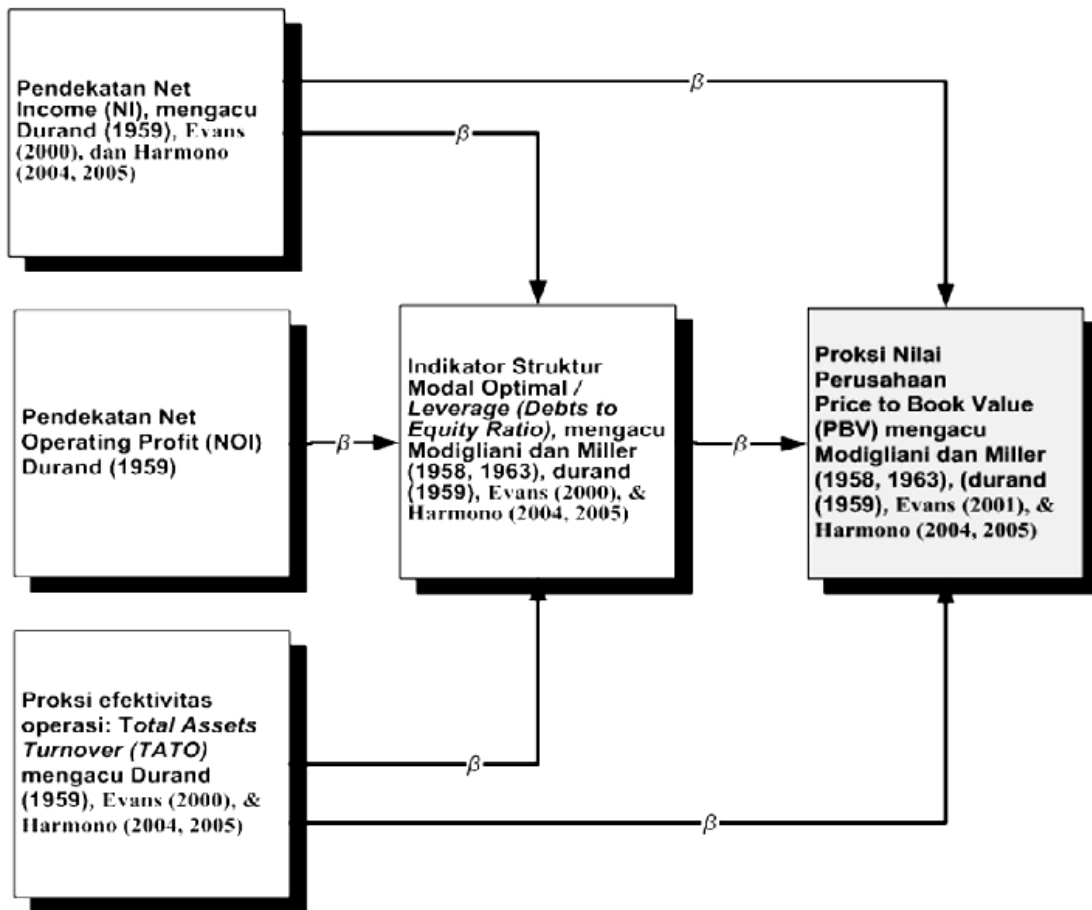 Pendekatan Net
Income (NI), mengacu
Durand (1959), Evans
(2000), dan Harmono
(2004, 2005)
β
β
Pendekatan Net
Operating Profit (NOI)
Durand (1959)
β
Indikator Struktur
Modal Optimal /
Leverage (Debts to
Equity Ratio), mengacu
Modigliani dan Miller
(1958, 1963), durand
(1959), Evans (2000), &
Harmono (2004, 2005)
β
Proksi Nilai
Perusahaan
Price to Book Value
(PBV) mengacu
Modigliani dan Miller
(1958, 1963), (durand
(1959), Evans (2001), &
Harmono (2004, 2005)
Proksi efektivitas
operasi: Total Assets
Turnover (TATO)
mengacu Durand
(1959), Evans (2000), &
Harmono (2004, 2005)
β
β